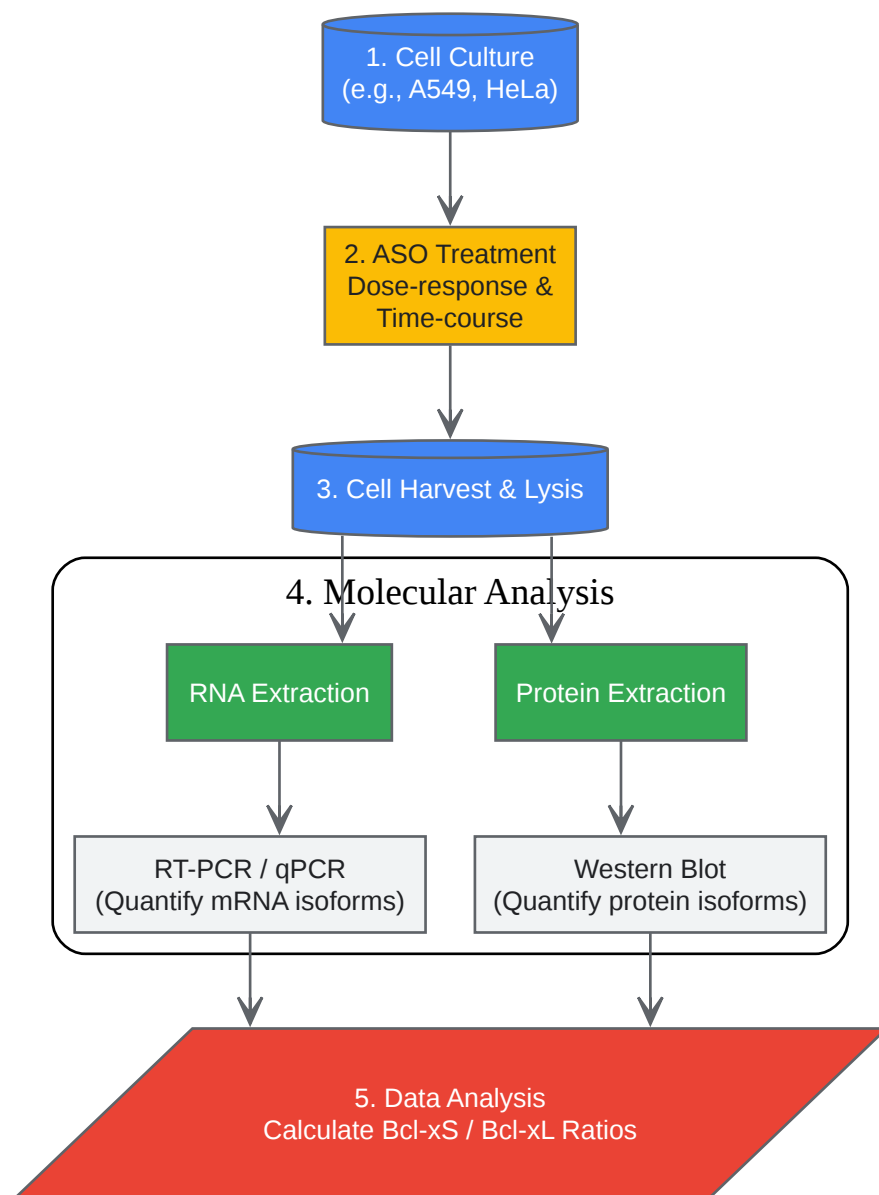 1. Cell Culture
(e.g., A549, HeLa)
2. ASO Treatment
Dose-response &
Time-course
3. Cell Harvest & Lysis
4. Molecular Analysis
RNA Extraction
Protein Extraction
RT-PCR / qPCR
(Quantify mRNA isoforms)
Western Blot
(Quantify protein isoforms)
5. Data Analysis
Calculate Bcl-xS / Bcl-xL Ratios